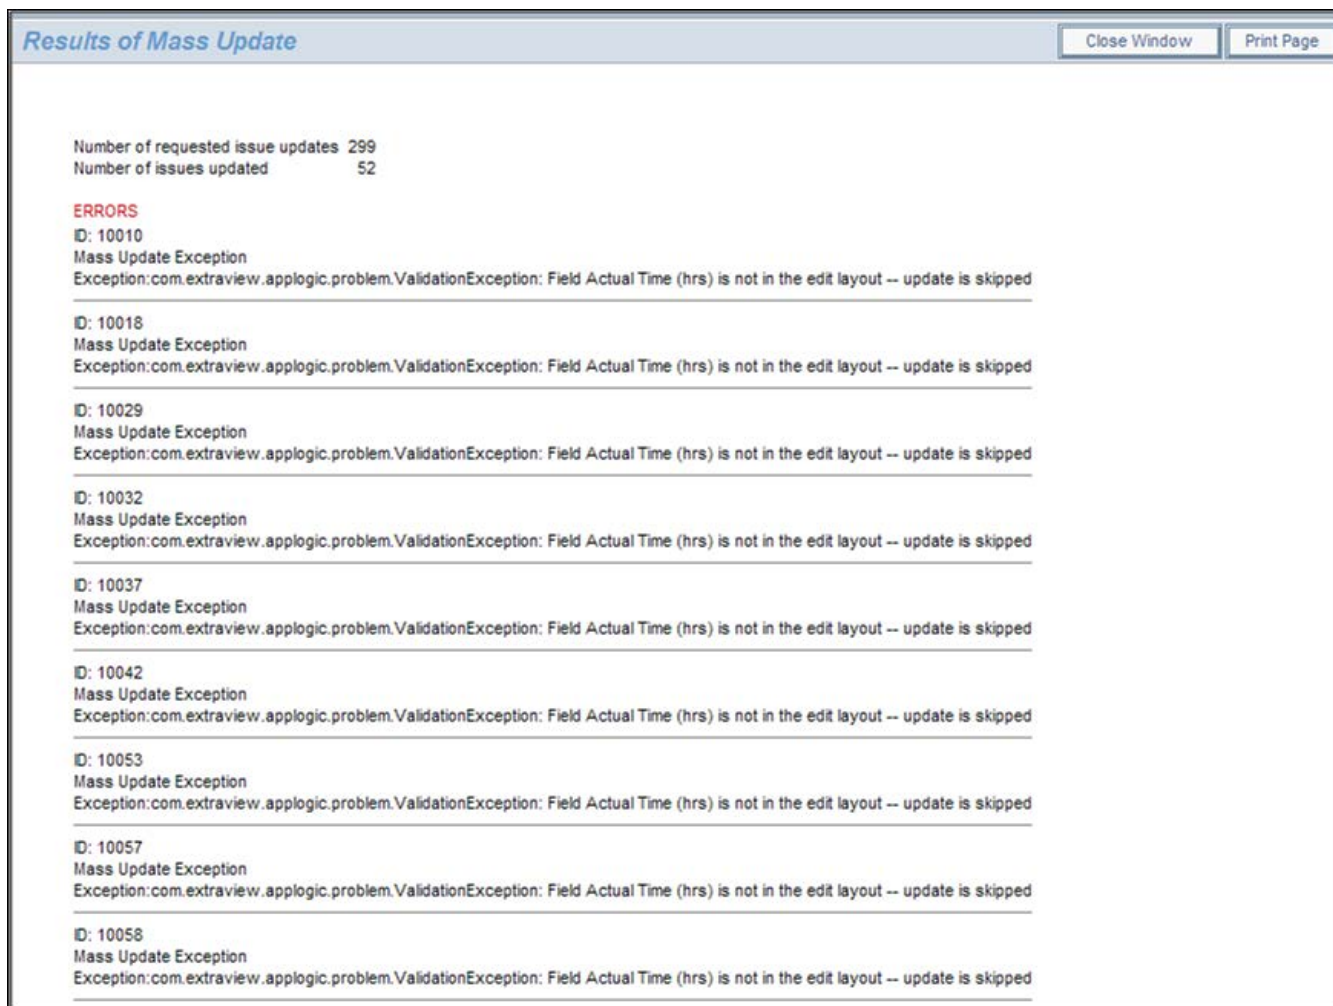 Results of Mass Update
Close Window
Print Page
Number of requested issue updates 299
Number of issues updated 52
ERRORS
ID: 10010
Mass Update Exception
Exception:com.extraview.applogic.problem.ValidationException: Field Actual Time (hrs) is not in the edit layout -- update is skipped
ID: 10018
Mass Update Exception
Exception:com.extraview.applogic.problem.ValidationException: Field Actual Time (hrs) is not in the edit layout -- update is skipped
ID: 10029
Mass Update Exception
Exception:com.extraview.applogic.problem.ValidationException: Field Actual Time (hrs) is not in the edit layout -- update is skipped
ID: 10032
Mass Update Exception
Exception:com.extraview.applogic.problem.ValidationException: Field Actual Time (hrs) is not in the edit layout -- update is skipped
ID: 10037
Mass Update Exception
Exception:com.extraview.applogic.problem.ValidationException: Field Actual Time (hrs) is not in the edit layout -- update is skipped
ID: 10042
Mass Update Exception
Exception:com.extraview.applogic.problem.ValidationException: Field Actual Time (hrs) is not in the edit layout -- update is skipped
ID: 10053
Mass Update Exception
Exception:com.extraview.applogic.problem.ValidationException: Field Actual Time (hrs) is not in the edit layout -- update is skipped
ID: 10057
Mass Update Exception
Exception:com.extraview.applogic.problem.ValidationException: Field Actual Time (hrs) is not in the edit layout -- update is skipped
ID: 10058
Mass Update Exception
Exception:com.extraview.applogic.problem.ValidationException: Field Actual Time (hrs) is not in the edit layout -- update is skipped